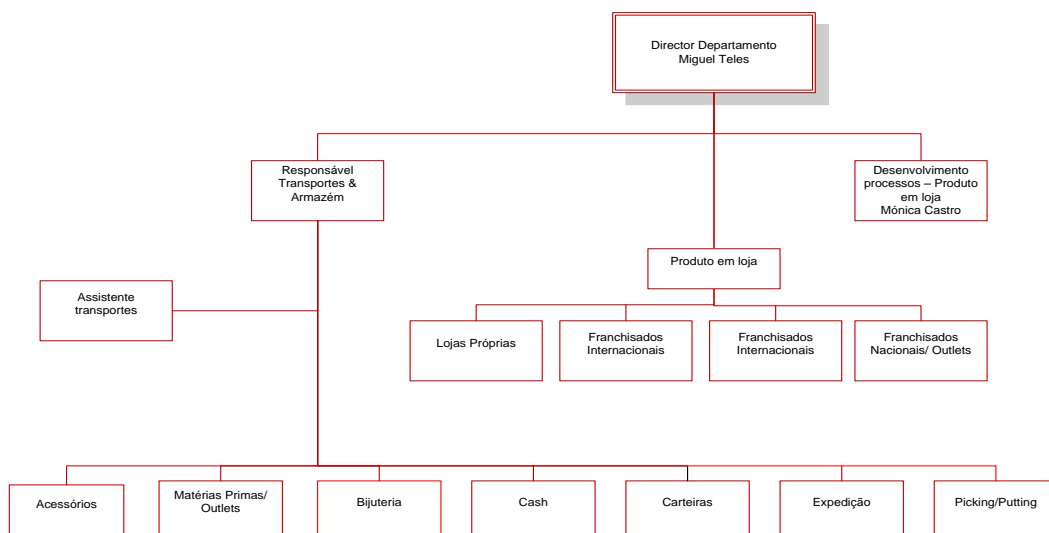 Director Departamento
Miguel Teles
Responsável
Transportes &
Armazém
Desenvolvimento
processos – Produto
em loja
Mónica Castro
Produto em loja
Assistente
transportes
Lojas Próprias
Franchisados
Internacionais
Franchisados
Internacionais
Franchisados
Nacionais/ Outlets
Acessórios
Matérias Primas/
Outlets
Bijuteria
Cash
Carteiras
Expedição
Picking/Putting